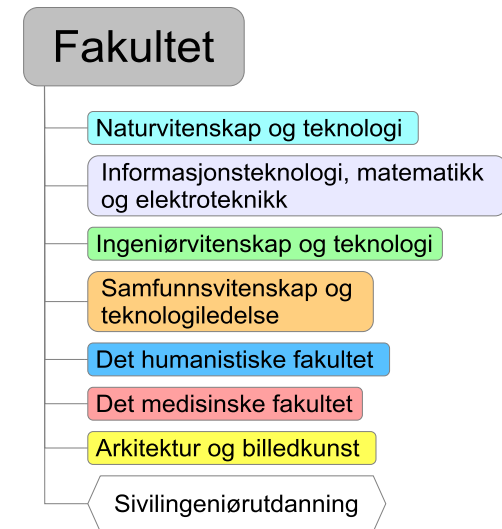 Fakultet
Naturvitenskap og teknologi
Informasjonsteknologi, matematikk
og elektroteknikk
Ingeniørvitenskap og teknologi
Samfunnsvitenskap og
teknologiledelse
Det humanistiske fakultet
Det medisinske fakultet
Arkitektur og billedkunst
Sivilingeniørutdanning